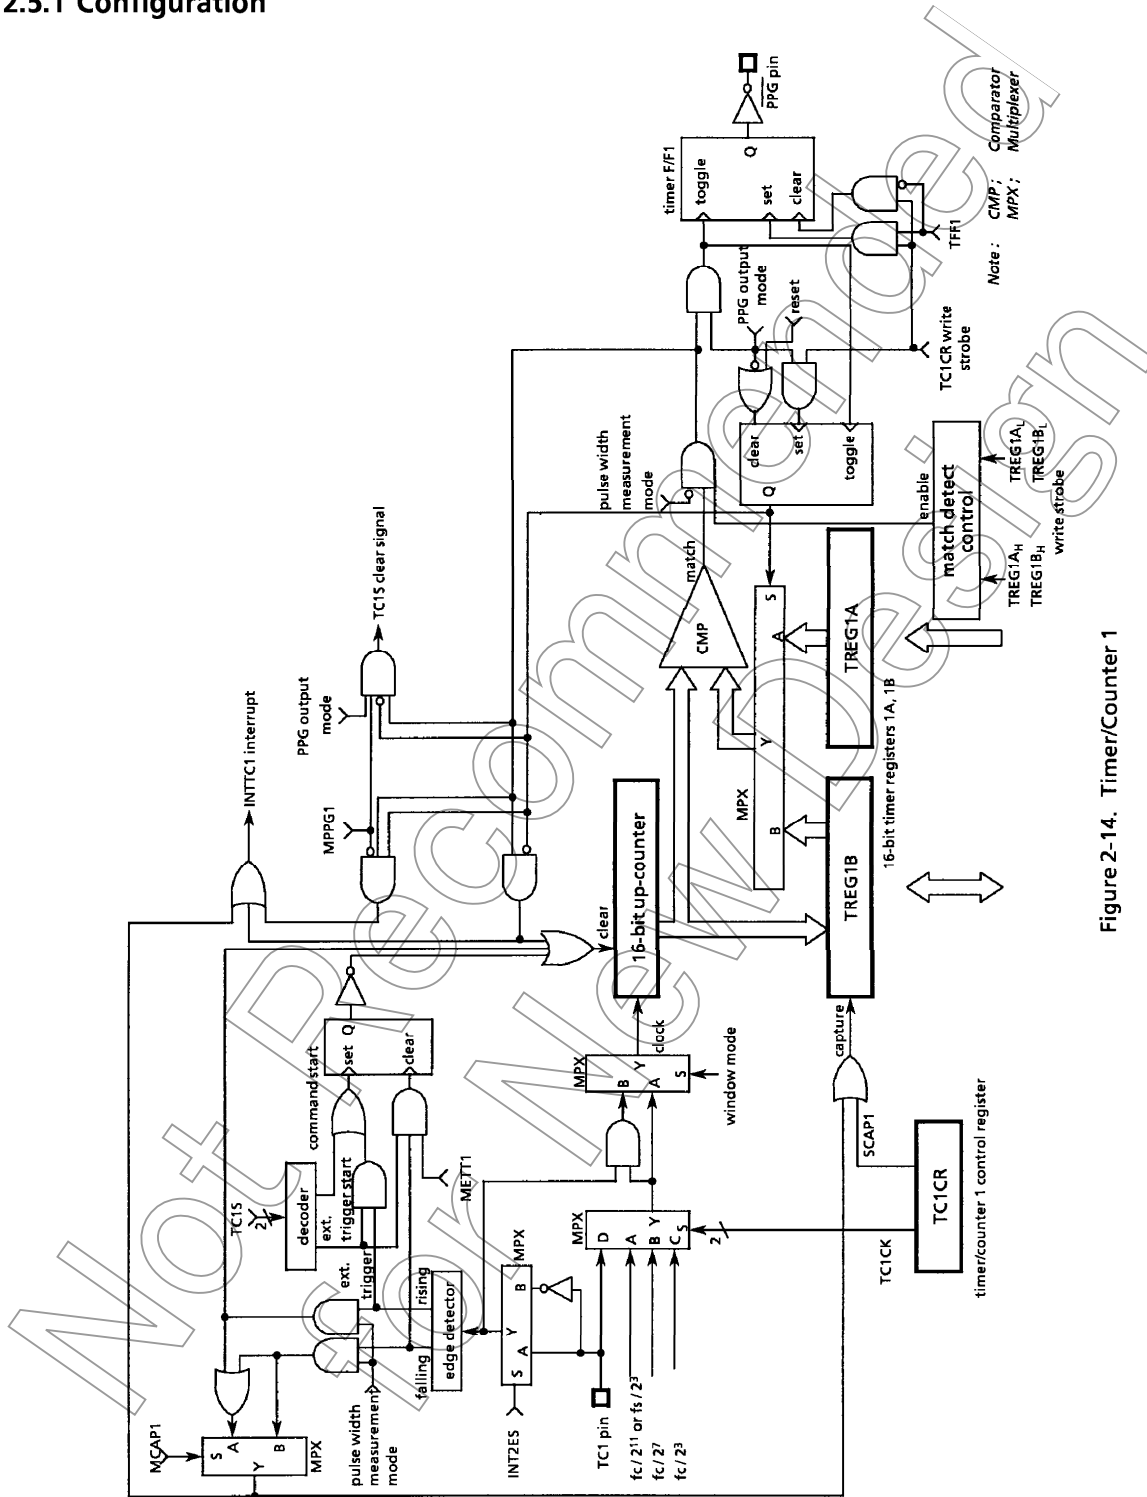 2.5.1 Configuration
Not Recommended
for New Design
MCAP1
S
A
B
Y
MPX
pulse width
measurement
mode
TC1S
2
decoder
ext.
trigger start
command start
ext.
trigger
rising
falling
edge detector
METT1
set
Q
clear
INTTC1 interrupt
MPPG1
PPG output
mode
TC1S clear signal
INT2ES
S
A
Y
B
MPX
TC1 pin
fc / 2¹¹ or fs / 2³
fc / 2⁷
fc / 2³
MPX
D
A
B
C
Y
S
2
TC1CK
MPX
B
A
Y
S
window mode
clock
clear
16-bit up-counter
CMP
match
pulse width
measurement
mode
MPX
B
Y
A
S
Q
clear
set
toggle
PPG output
mode
reset
TC1CR write
strobe
timer F/F1
toggle
set
clear
Q
PPG pin
TFF1
SCAP1
capture
TC1CR
timer/counter 1 control register
TREG1B
TREG1A
16-bit timer registers 1A, 1B
enable
match detect
control
TREG1AH
TREG1BH
TREG1AL
TREG1BL
write strobe
Note : CMP ; Comparator
MPX ; Multiplexer
Figure 2-14. Timer/Counter 1